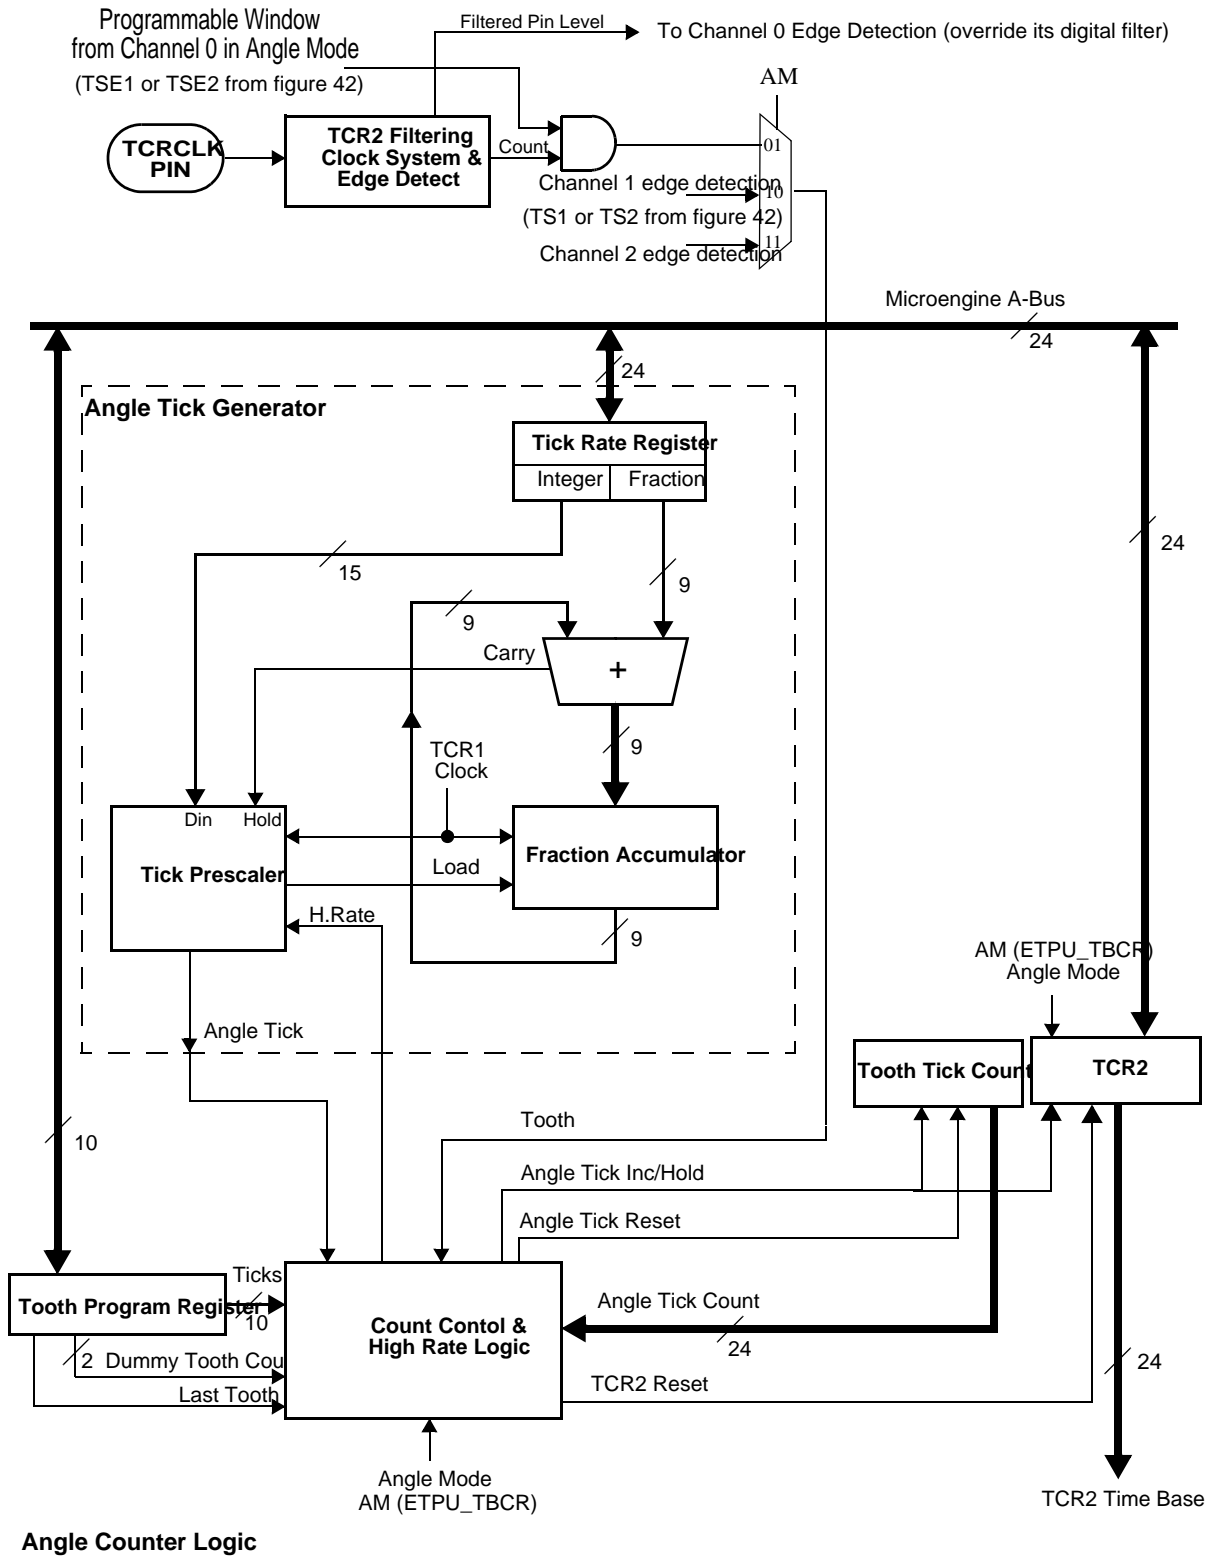 Programmable Window
from Channel 0 in Angle Mode
(TSE1 or TSE2 from figure 42)
Filtered Pin Level
To Channel 0 Edge Detection (override its digital filter)
AM
TCRCLK
PIN
TCR2 Filtering
Clock System &
Edge Detect
Count
01
Channel 1 edge detection
10
(TS1 or TS2 from figure 42)
11
Channel 2 edge detection
Microengine A-Bus
24
24
Angle Tick Generator
Tick Rate Register
Integer
Fraction
24
15
9
9
Carry
+
9
TCR1
Clock
Din
Hold
Tick Prescaler
Load
Fraction Accumulator
H.Rate
9
AM (ETPU_TBCR)
Angle Mode
Angle Tick
Tooth Tick Count
TCR2
10
Tooth
Angle Tick Inc/Hold
Angle Tick Reset
Ticks
Tooth Program Register
10
Angle Tick Count
Count Contol &
High Rate Logic
24
2
Dummy Tooth Cou
24
Last Tooth
TCR2 Reset
Angle Mode
AM (ETPU_TBCR)
TCR2 Time Base
Angle Counter Logic